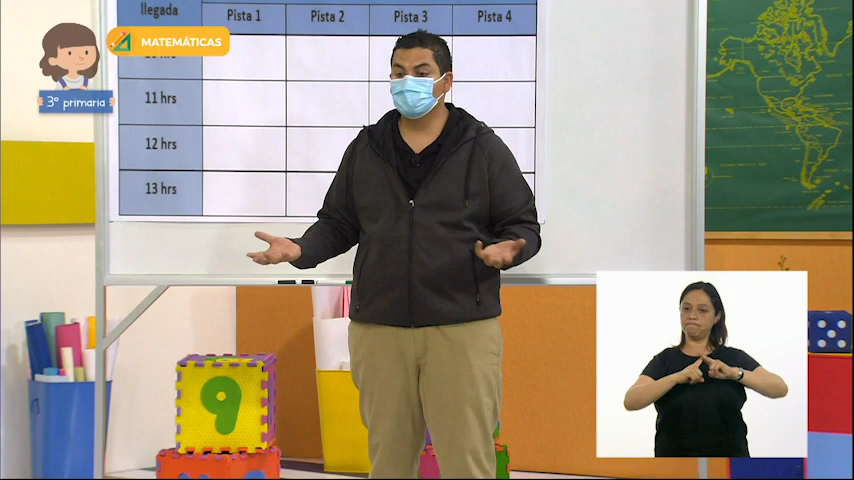 llegada
Pista 1
Pista 2
Pista 3
Pista 4
MATEMÁTICAS
3° primaria
11 hrs
12 hrs
13 hrs
9